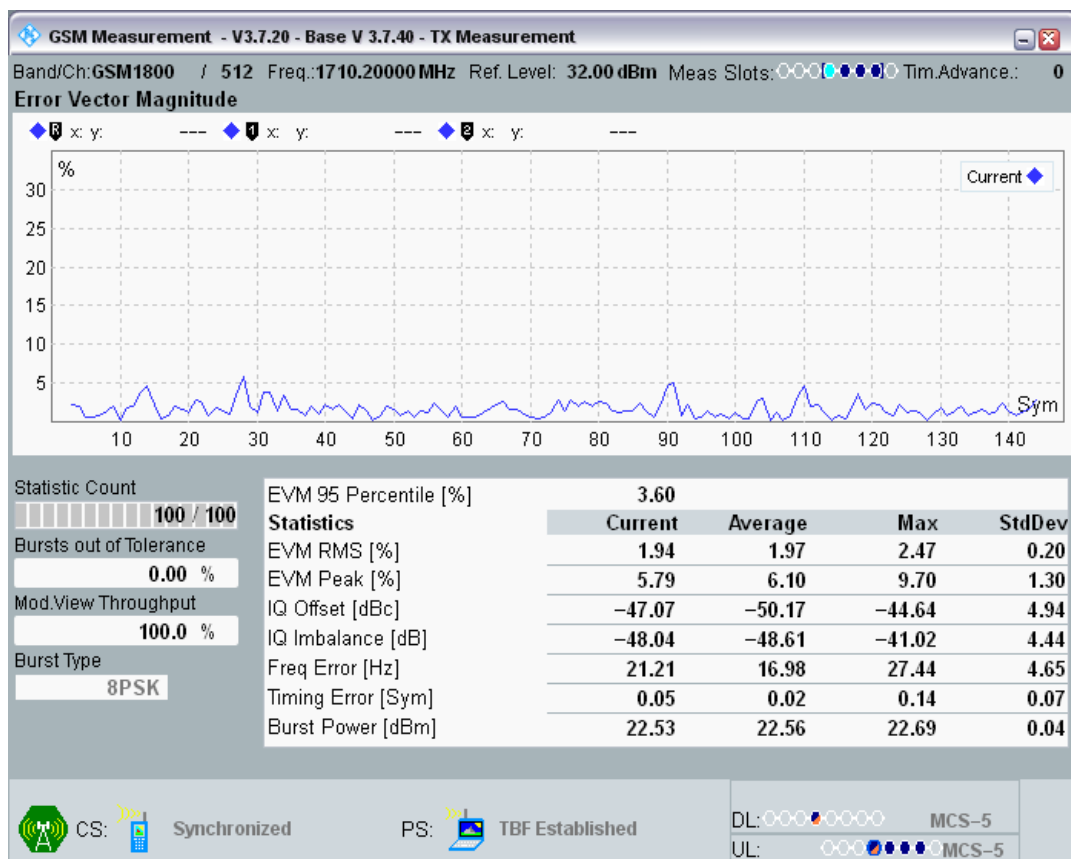 GSM Measurement - V3.7.20 - Base V 3.7.40 - TX Measurement
Band/Ch:GSM1800 / 512 Freq.:1710.20000 MHz Ref. Level: 32.00 dBm Meas Slots: Tim.Advance.: 0
Error Vector Magnitude
R x: y: --- 1 x: y: --- 2 x: y: ---
%
Current
30
25
20
15
10
5
Sym
10 20 30 40 50 60 70 80 90 100 110 120 130 140
Statistic Count
100 / 100
Bursts out of Tolerance
0.00 %
Mod.View Throughput
100.0 %
Burst Type
8PSK
EVM 95 Percentile [%] 3.60
Statistics Current Average Max StdDev
EVM RMS [%] 1.94 1.97 2.47 0.20
EVM Peak [%] 5.79 6.10 9.70 1.30
IQ Offset [dBc] −47.07 −50.17 −44.64 4.94
IQ Imbalance [dB] −48.04 −48.61 −41.02 4.44
Freq Error [Hz] 21.21 16.98 27.44 4.65
Timing Error [Sym] 0.05 0.02 0.14 0.07
Burst Power [dBm] 22.53 22.56 22.69 0.04
CS: Synchronized PS: TBF Established
DL: MCS−5
UL: MCS−5